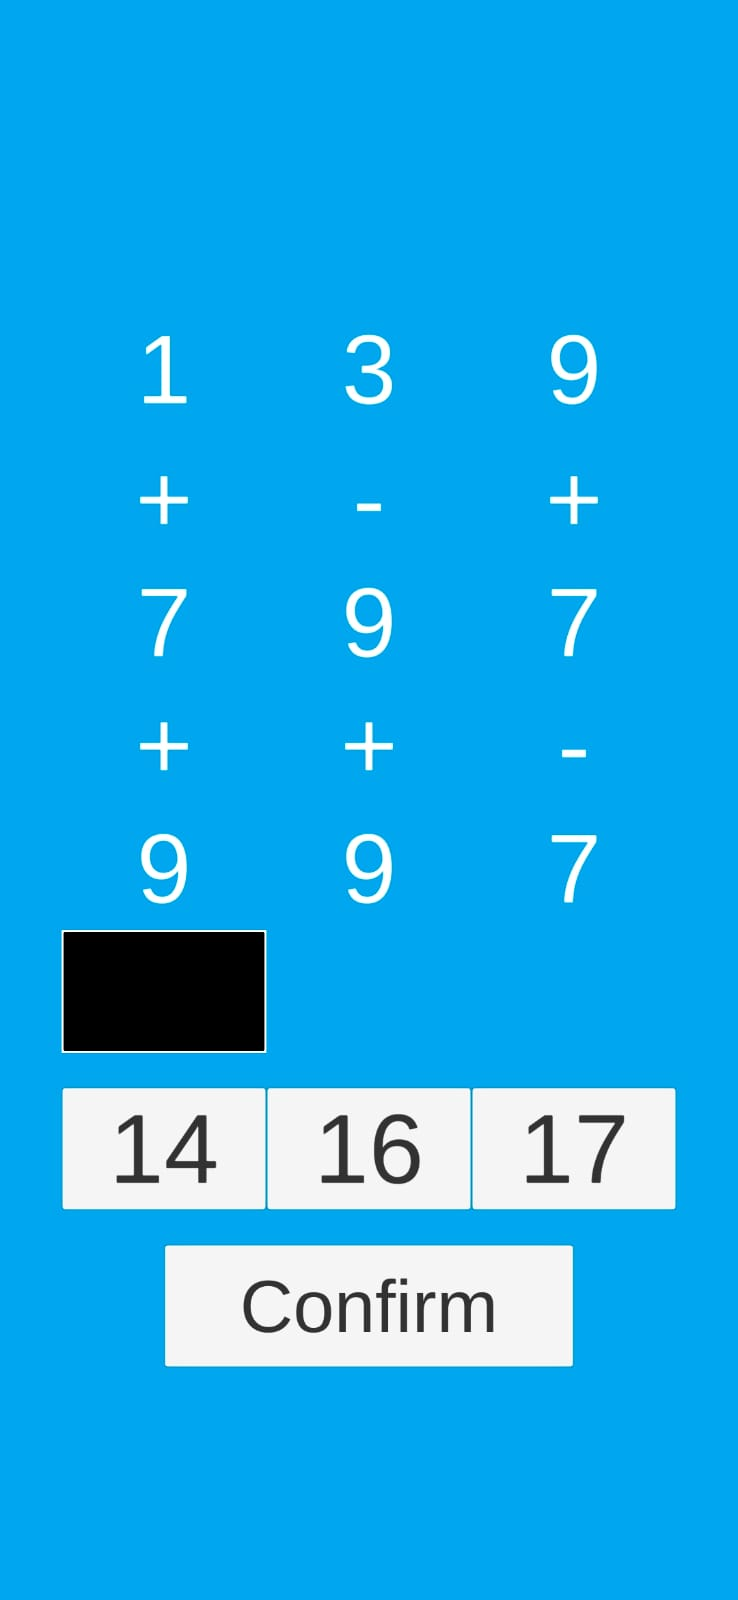 1 3 9
+ - +
7 9 7
+ + -
9 9 7
14 16 17
Confirm